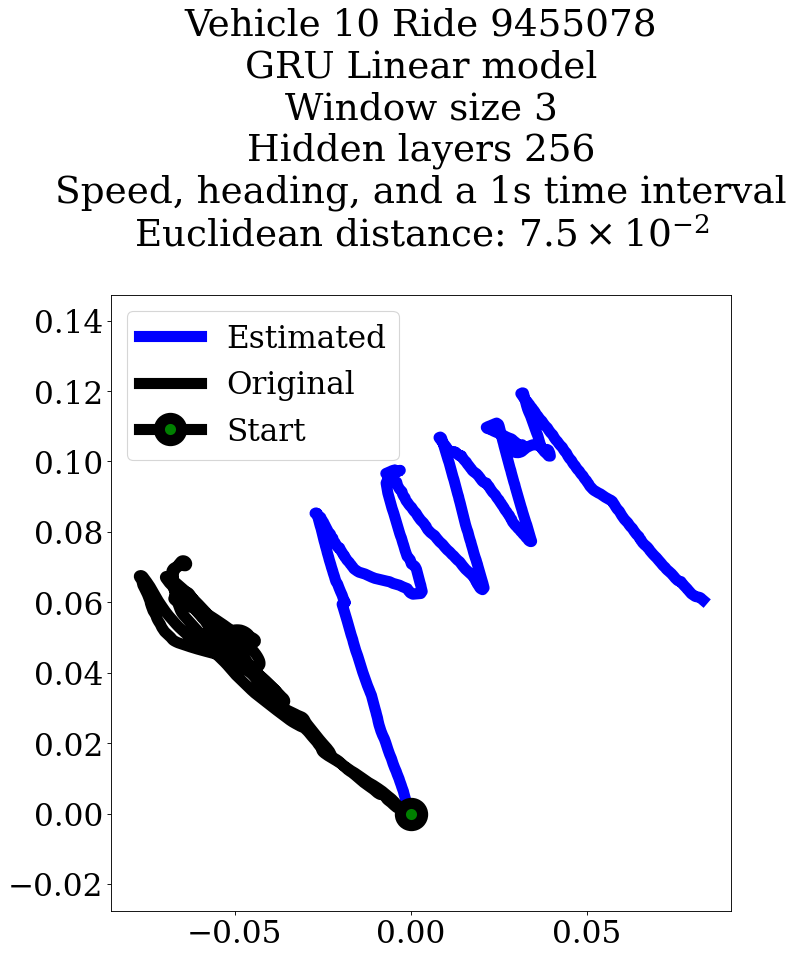 Vehicle 10 Ride 9455078
GRU Linear model
Window size 3
Hidden layers 256
Speed, heading, and a 1s time interval
Euclidean distance: 7.5 × 10⁻²
Estimated
Original
Start
0.14
0.12
0.10
0.08
0.06
0.04
0.02
0.00
−0.02
−0.05 0.00 0.05